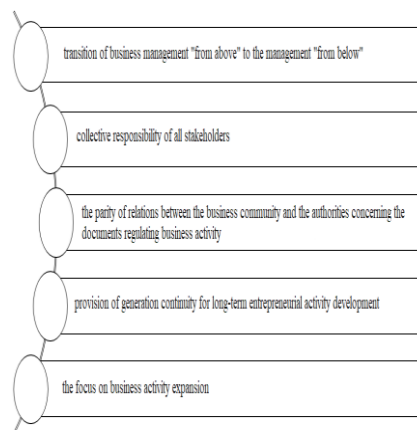 transition of business management "from above" to the management "from below"
collective responsibility of all stakeholders
the parity of relations between the business community and the authorities concerning the
documents regulating business activity
provision of generation continuity for long-term entrepreneurial activity development
the focus on business activity expansion